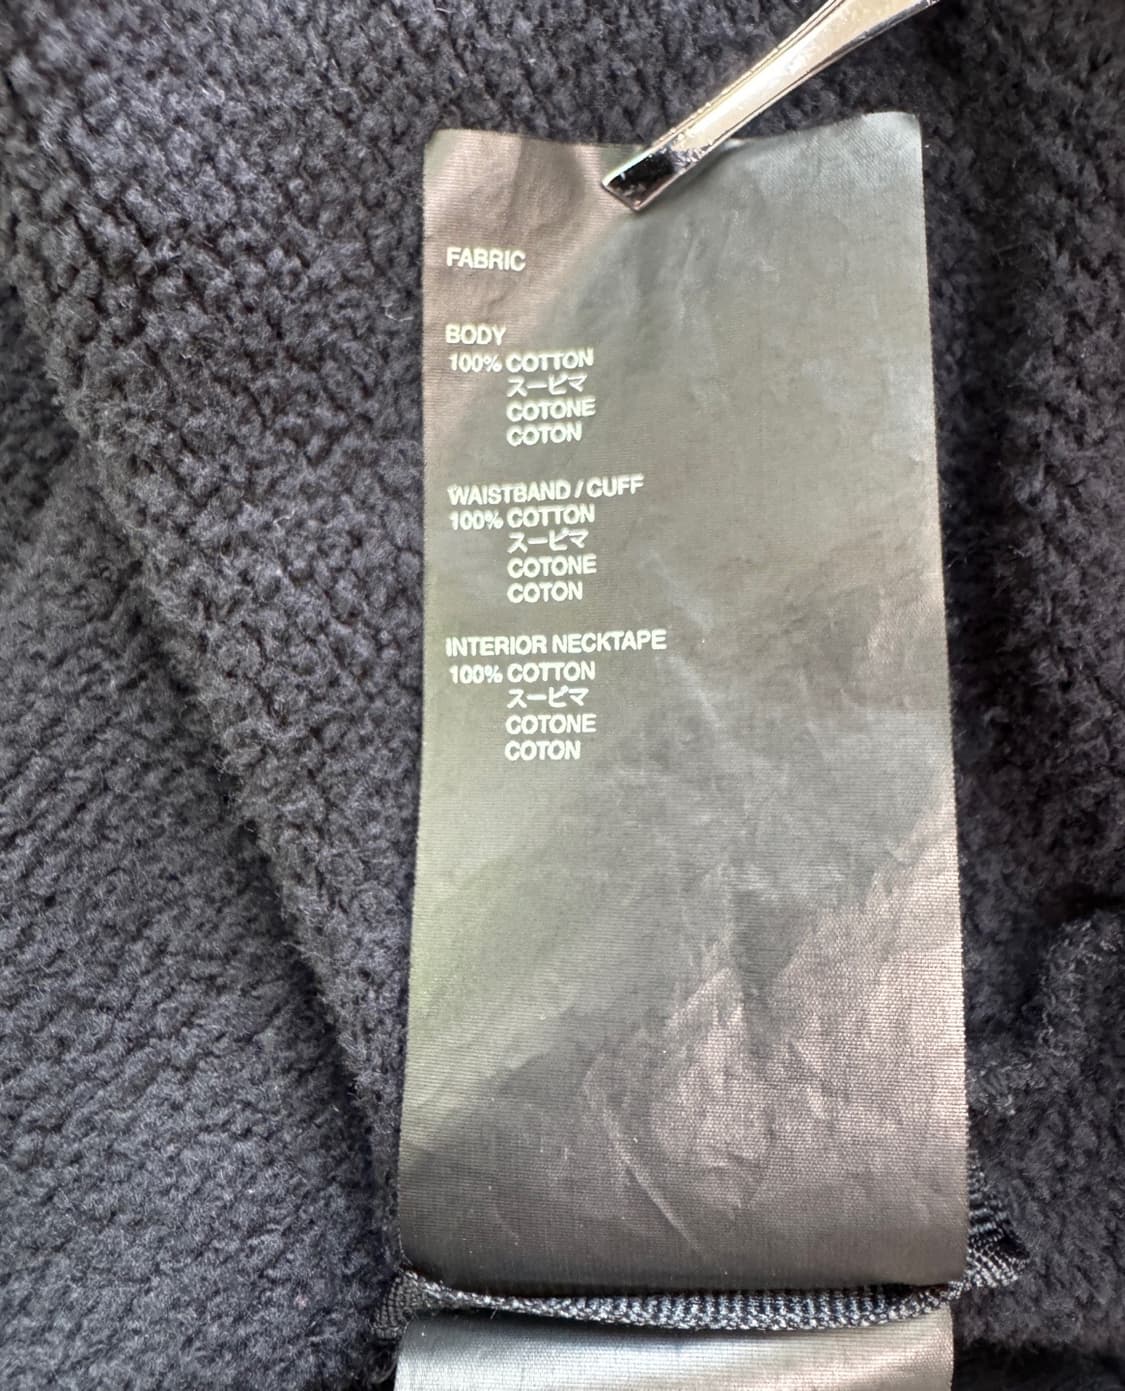 FABRIC
BODY
100% COTTON
スーピマ
COTONE
COTON
WAISTBAND / CUFF
100% COTTON
スーピマ
COTONE
COTON
INTERIOR NECKTAPE
100% COTTON
スーピマ
COTONE
COTON